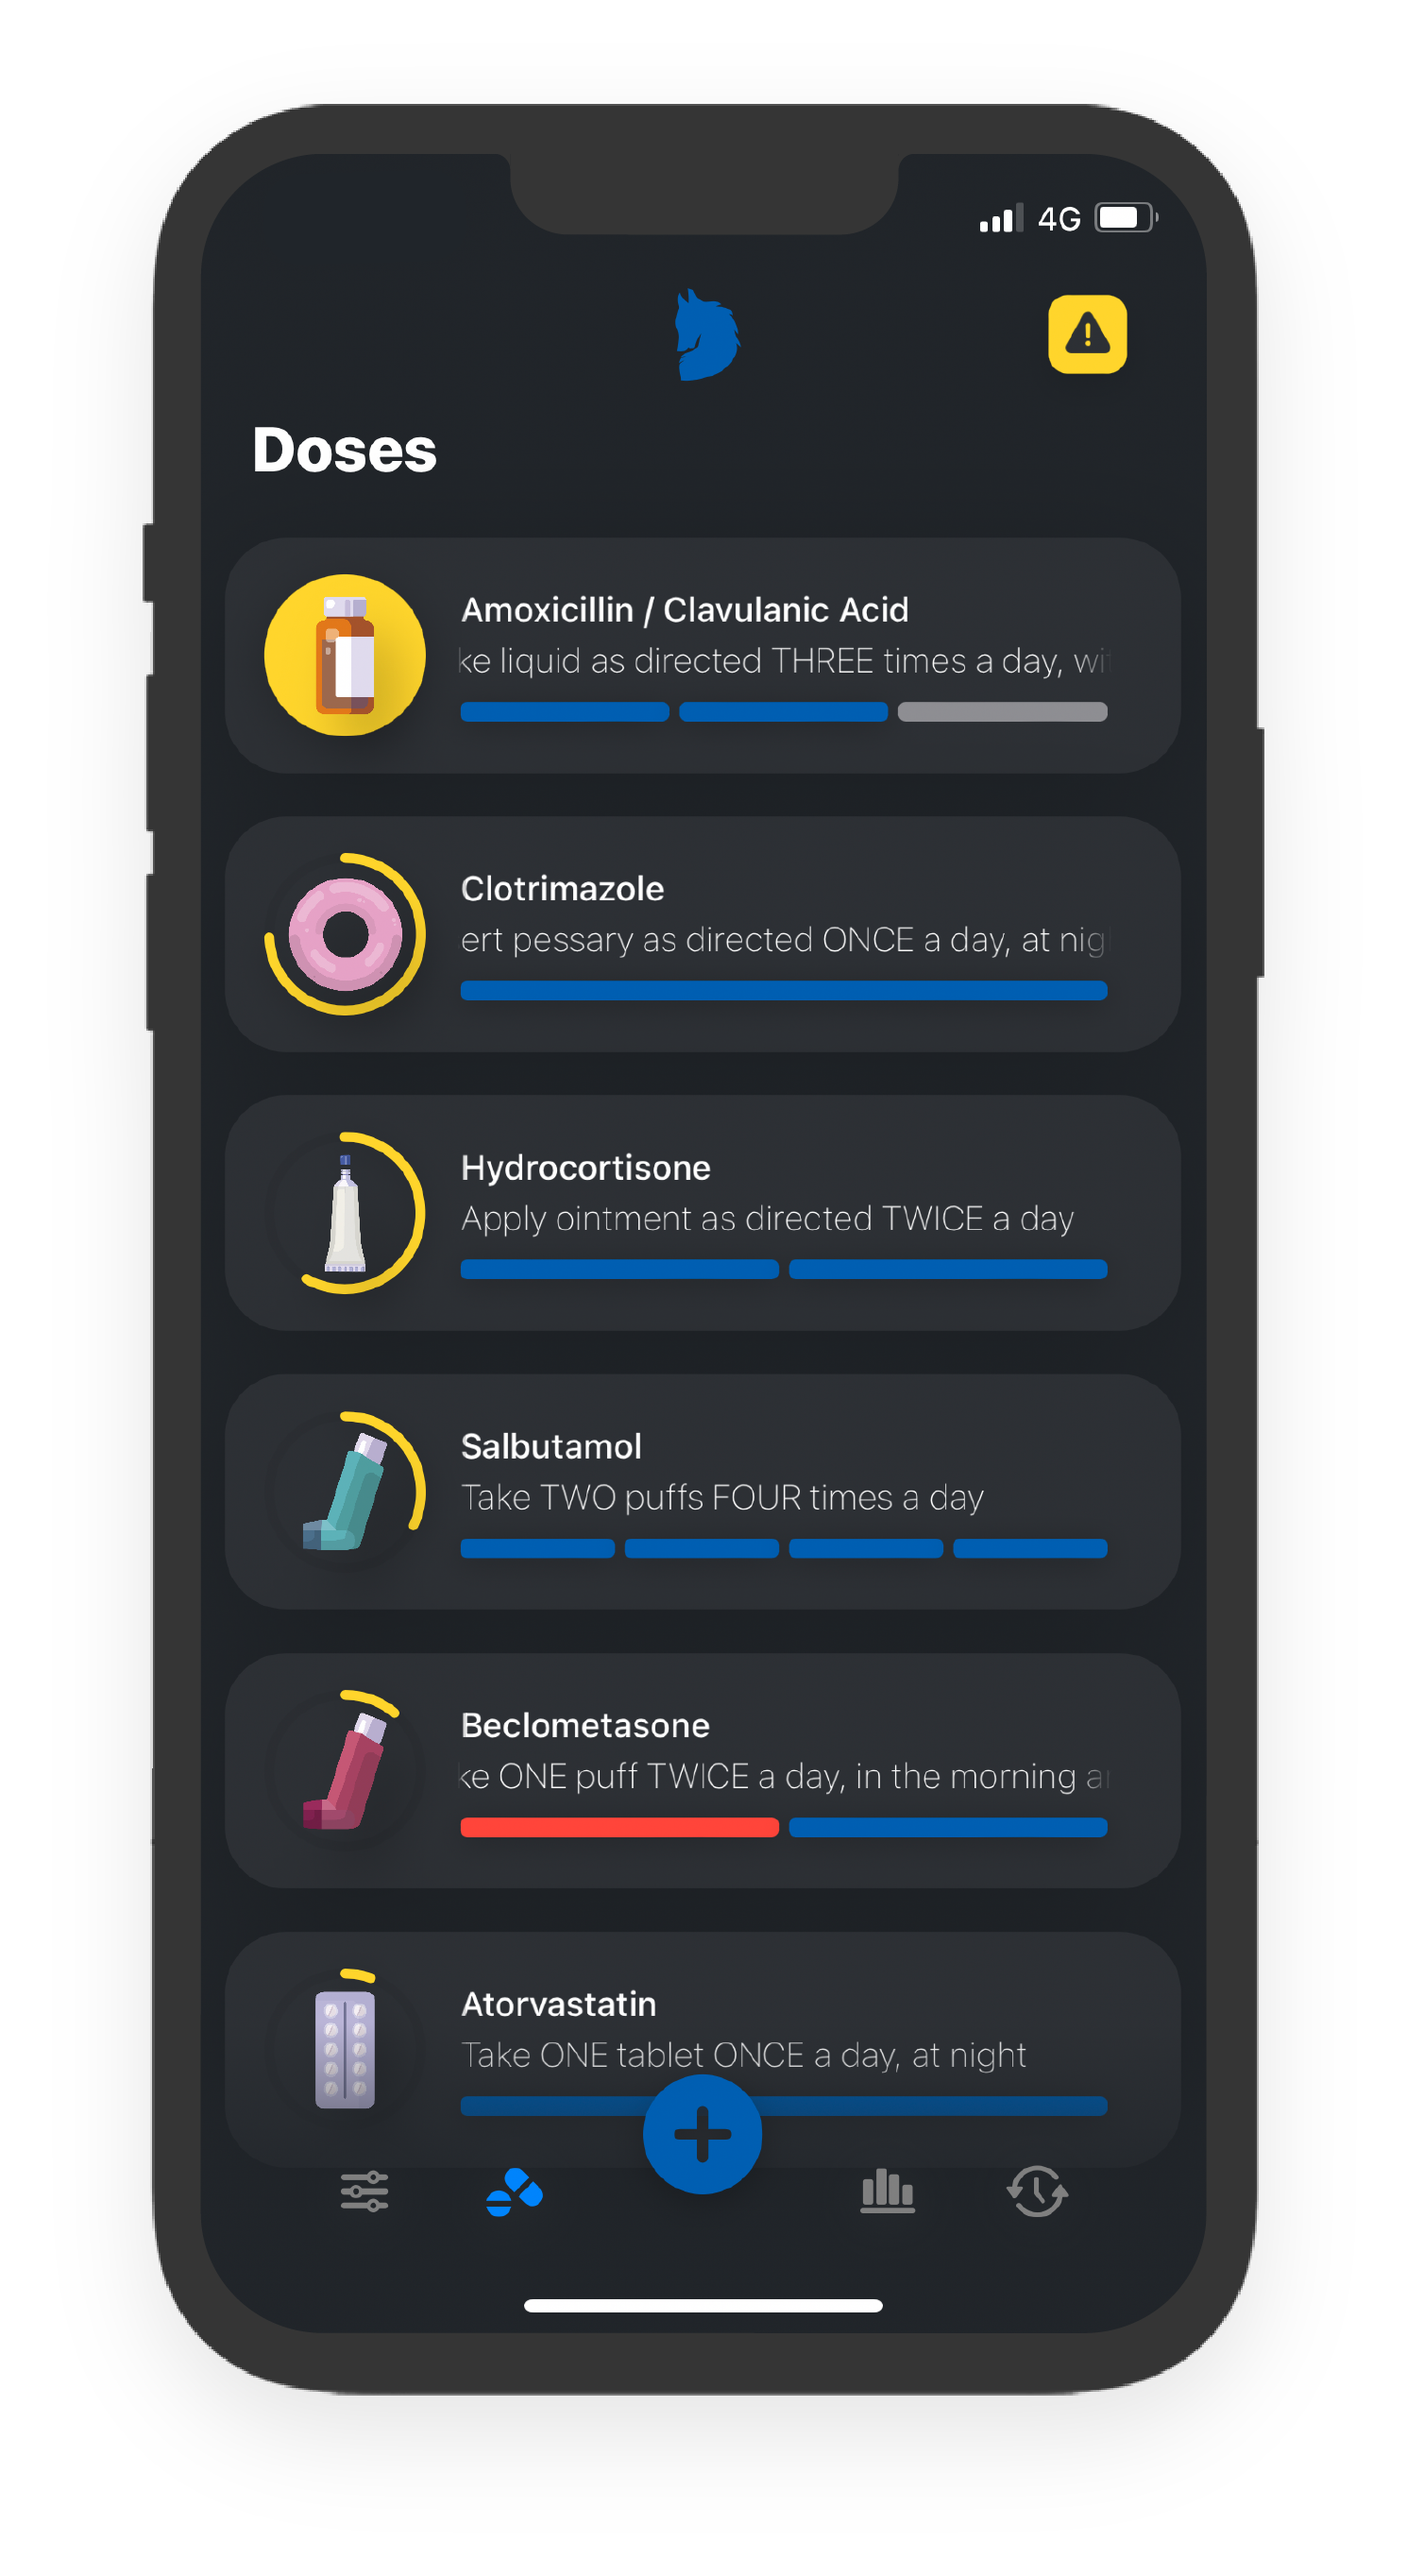 4G
Doses
Amoxicillin / Clavulanic Acid
ke liquid as directed THREE times a day, wi
Clotrimazole
ert pessary as directed ONCE a day, at nig
Hydrocortisone
Apply ointment as directed TWICE a day
Salbutamol
Take TWO puffs FOUR times a day
Beclometasone
ke ONE puff TWICE a day, in the morning a
Atorvastatin
Take ONE tablet ONCE a day, at night